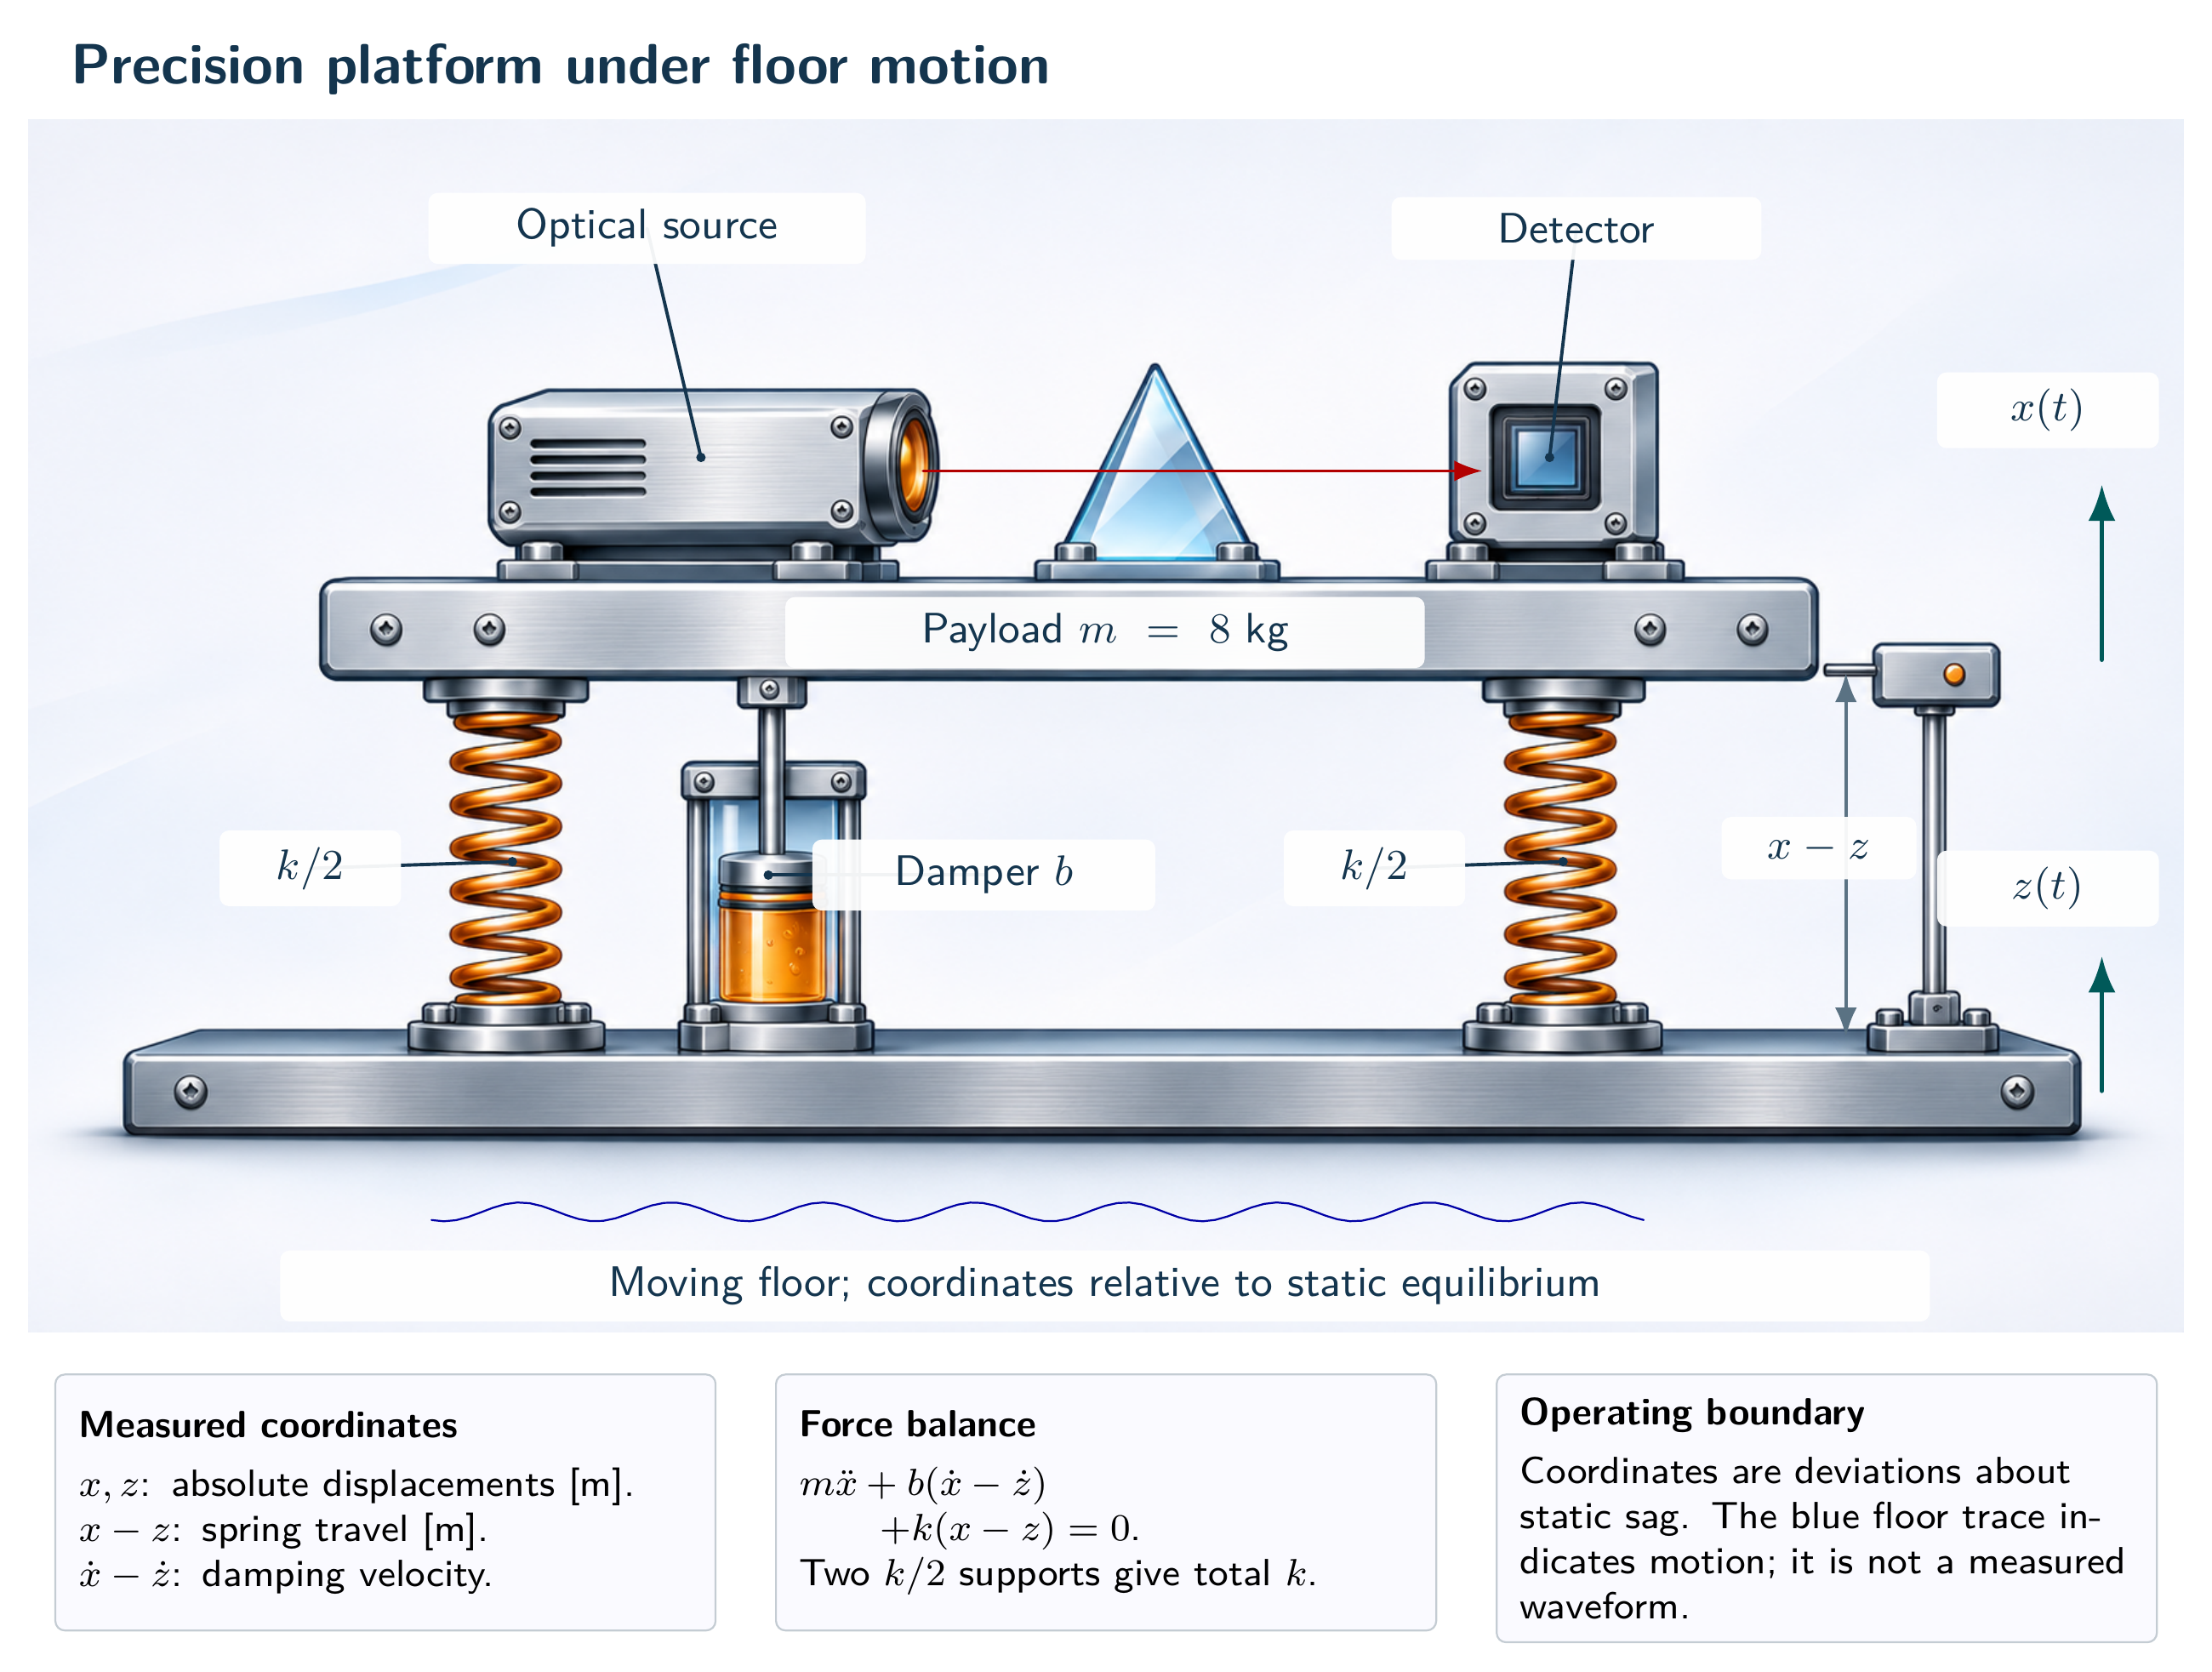 Precision platform under floor motion
Optical source
Detector
x(t)
Payload m = 8 kg
k/2
Damper b
k/2
x − z
z(t)
Moving floor; coordinates relative to static equilibrium
Measured coordinates
x, z: absolute displacements [m].
x − z: spring travel [m].
ẋ − ż: damping velocity.
Force balance
mẍ + b(ẋ − ż)
+k(x − z) = 0.
Two k/2 supports give total k.
Operating boundary
Coordinates are deviations about
static sag. The blue floor trace in-
dicates motion; it is not a measured
waveform.